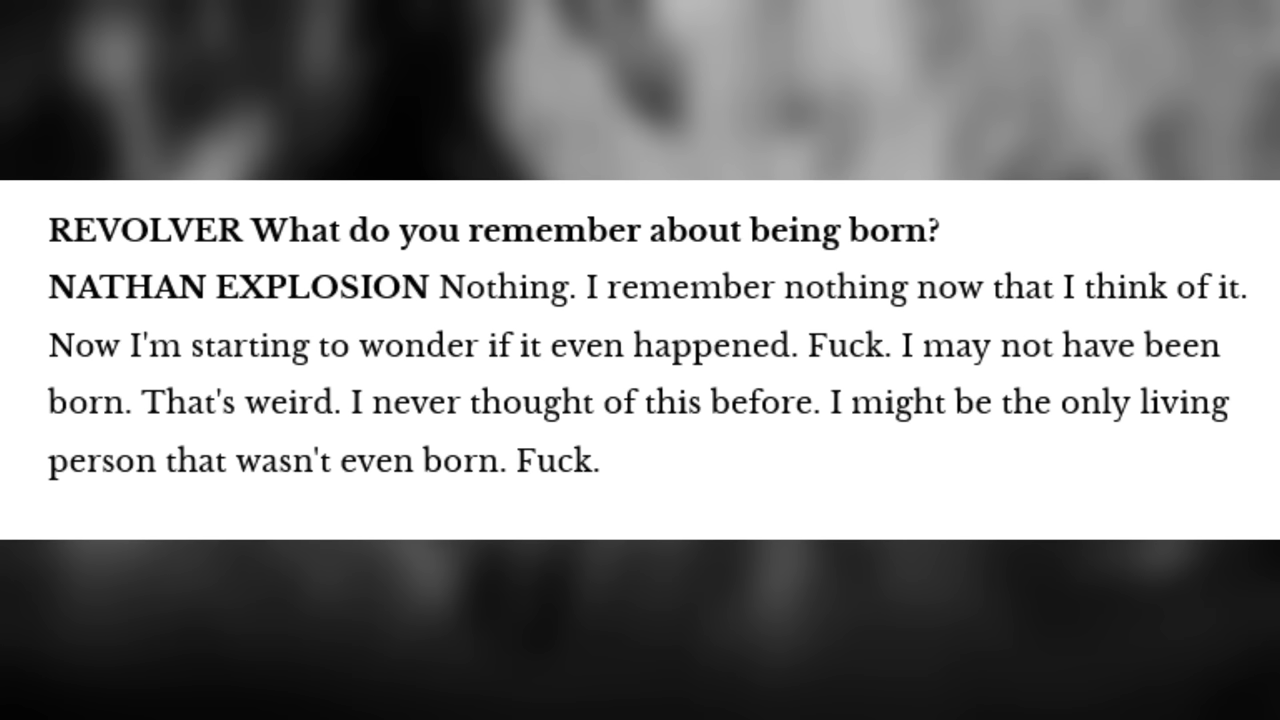 REVOLVER What do you remember about being born?
NATHAN EXPLOSION Nothing. I remember nothing now that I think of it.
Now I'm starting to wonder if it even happened. Fuck. I may not have been
born. That's weird. I never thought of this before. I might be the only living
person that wasn't even born. Fuck.